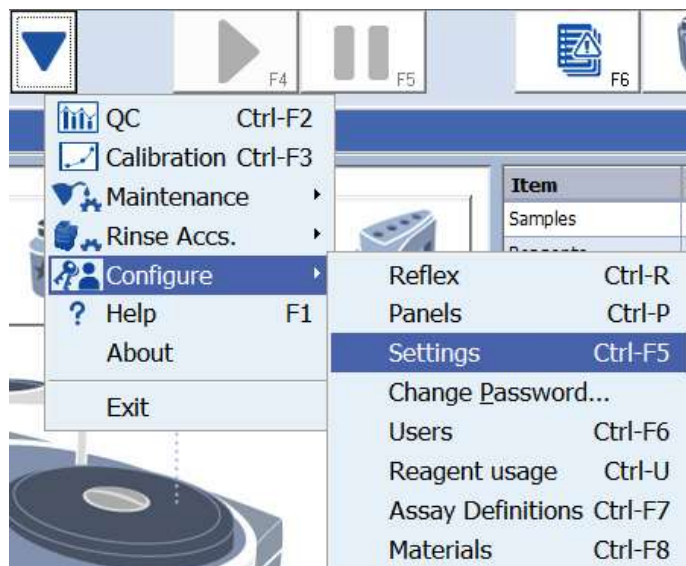 F4
F5
F6
QC Ctrl-F2
Calibration Ctrl-F3
Maintenance
Rinse Accs.
Configure
? Help F1
About
Exit
Item
Samples
Reflex Ctrl-R
Panels Ctrl-P
Settings Ctrl-F5
Change Password...
Users Ctrl-F6
Reagent usage Ctrl-U
Assay Definitions Ctrl-F7
Materials Ctrl-F8